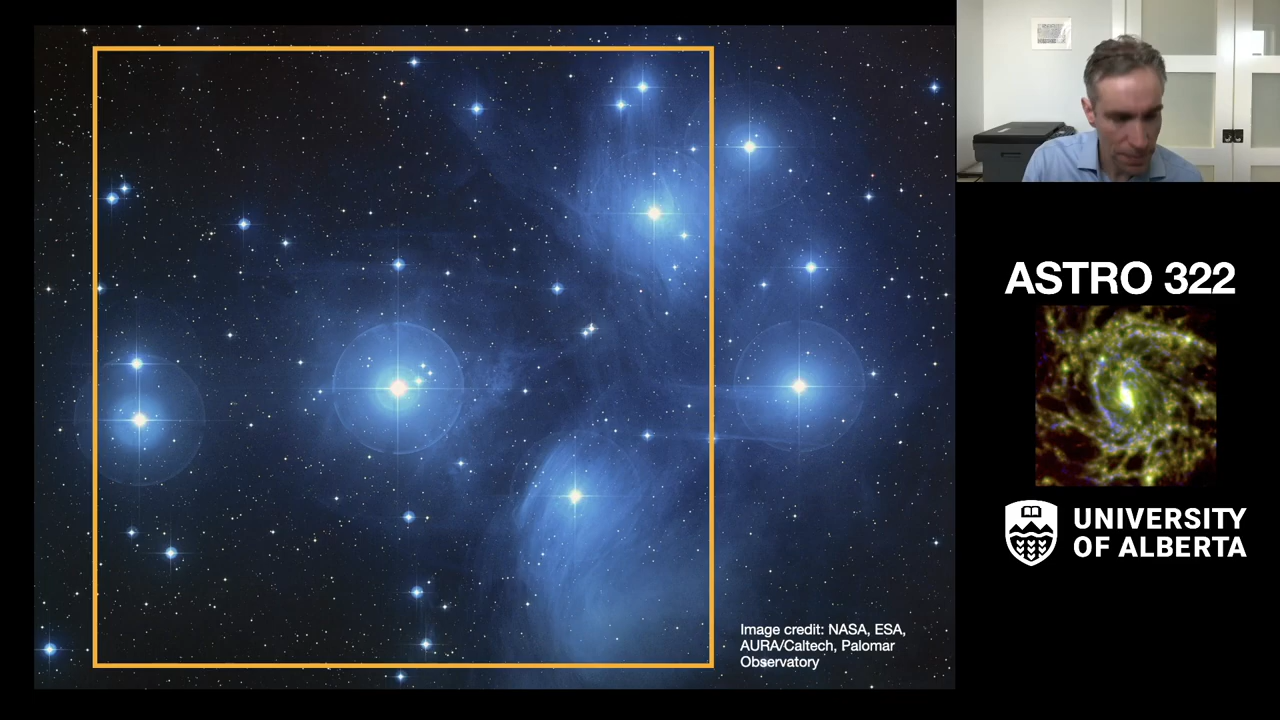 ASTRO 322
UNIVERSITY
OF ALBERTA
Image credit: NASA, ESA,
AURA/Caltech, Palomar
Observatory